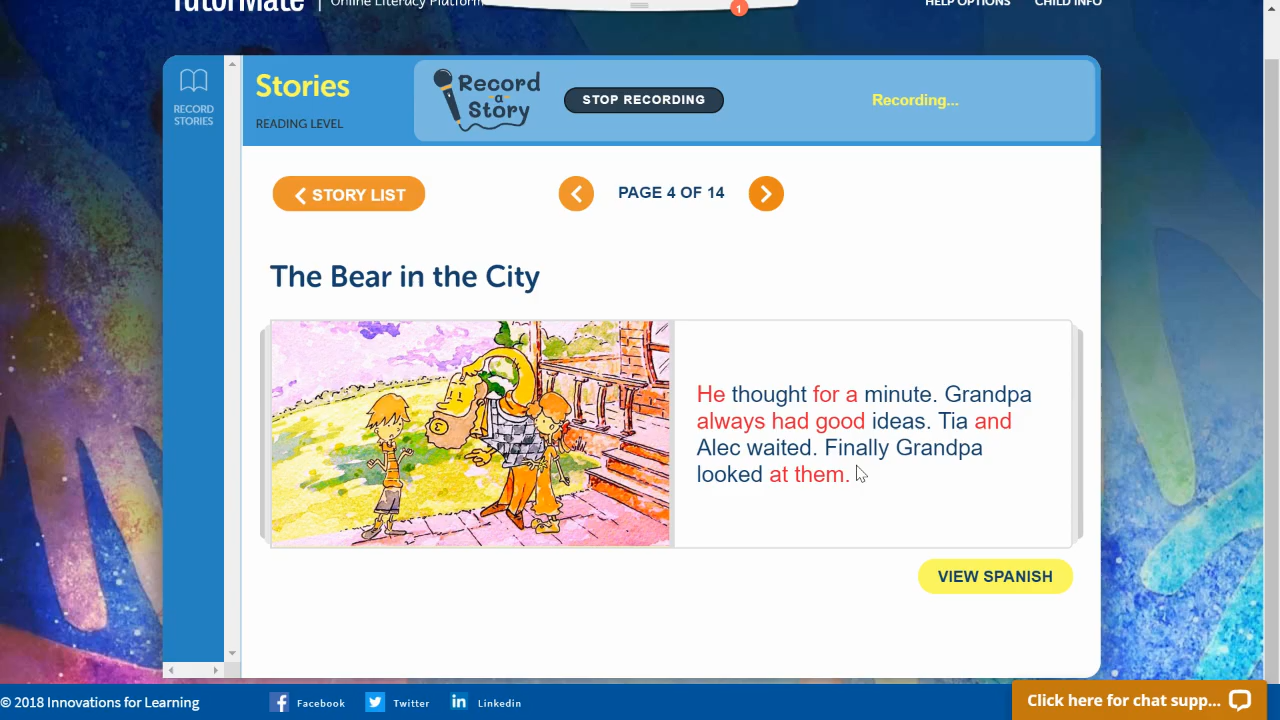 TutorMate | Online Literacy Platform
1
HELP OPTIONS
CHILD INFO
RECORD
STORIES
Stories
READING LEVEL
Record
a
Story
STOP RECORDING
Recording...
STORY LIST
PAGE 4 OF 14
The Bear in the City
He thought for a minute. Grandpa
always had good ideas. Tia and
Alec waited. Finally Grandpa
looked at them.
VIEW SPANISH
© 2018 Innovations for Learning
Facebook
Twitter
Linkedin
Click here for chat supp...